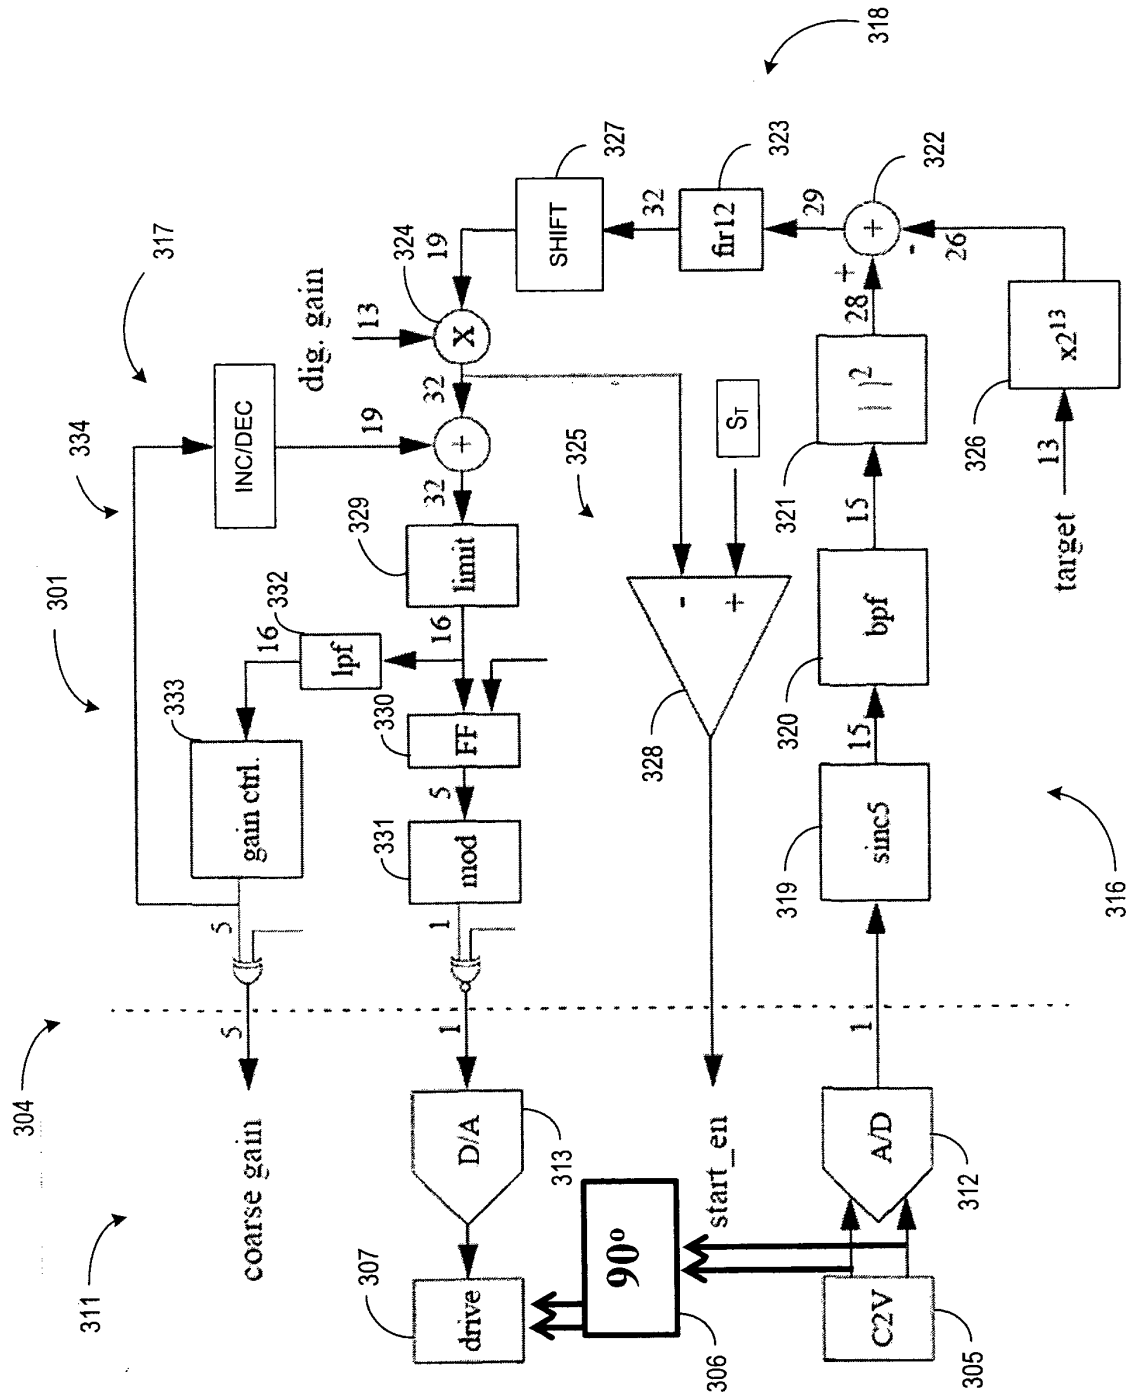 304
311
301
334
317
318
316
coarse gain
5
5
gain ctrl.
333
16
lpf
332
INC/DEC
19
dig. gain
13
drive
307
D/A
313
1
1
mod
331
5
FF
330
16
limit
329
32
+
32
X
324
19
SHIFT
327
32
fir12
323
29
+
322
+
-
26
90°
306
start_en
328
-
+
325
S_T
C2V
305
A/D
312
1
sinc5
319
15
bpf
320
15
| |²
321
28
target
13
x2¹³
326